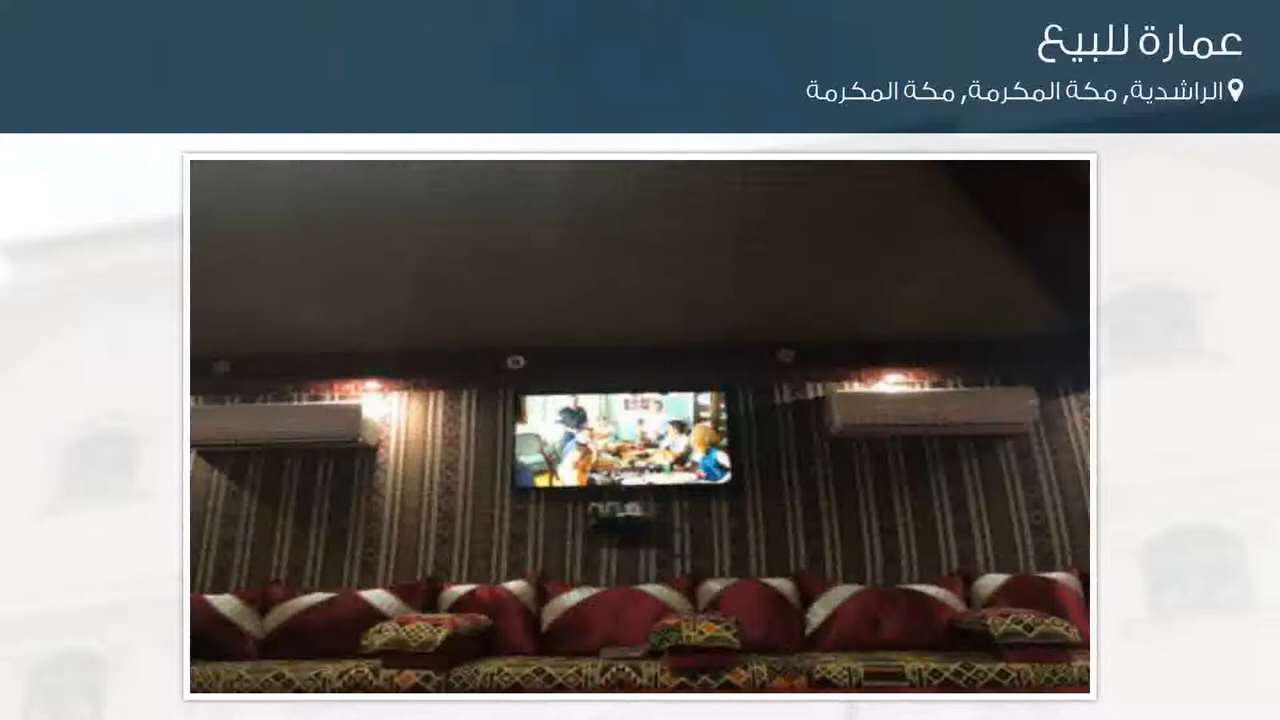 عمارة للبيع
الراشدية, مكة المكرمة, مكة المكرمة